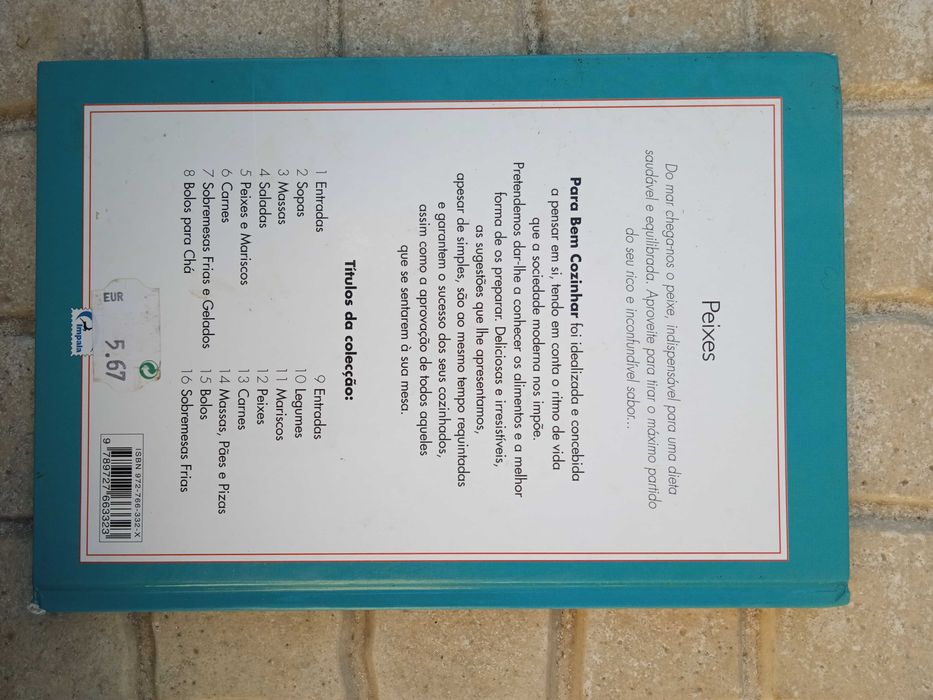 Peixes
Do mar chega-nos o peixe, indispensável para uma dieta
saudável e equilibrada. Aproveite para tirar o máximo partido
do seu rico e inconfundível sabor...
Para Bem Cozinhar foi idealizada e concebida
a pensar em si, tendo em conta o ritmo de vida
que a sociedade moderna nos impõe.
Pretendemos dar-lhe a conhecer os alimentos e a melhor
forma de os preparar. Deliciosas e irresistíveis,
as sugestões que lhe apresentamos,
apesar de simples, são ao mesmo tempo requintadas
e garantem o sucesso dos seus cozinhados,
assim como a aprovação de todos aqueles
que se sentarem à sua mesa.
Títulos da colecção:
1 Entradas
2 Sopas
3 Massas
4 Saladas
5 Peixes e Mariscos
6 Carnes
7 Sobremesas Frias e Gelados
8 Bolos para Chá
9 Entradas
10 Legumes
11 Mariscos
12 Peixes
13 Carnes
14 Massas, Pães e Pizas
15 Bolos
16 Sobremesas Frias
EUR
5.67
Impala
ISBN 972-766-332-X
9 789727 663323